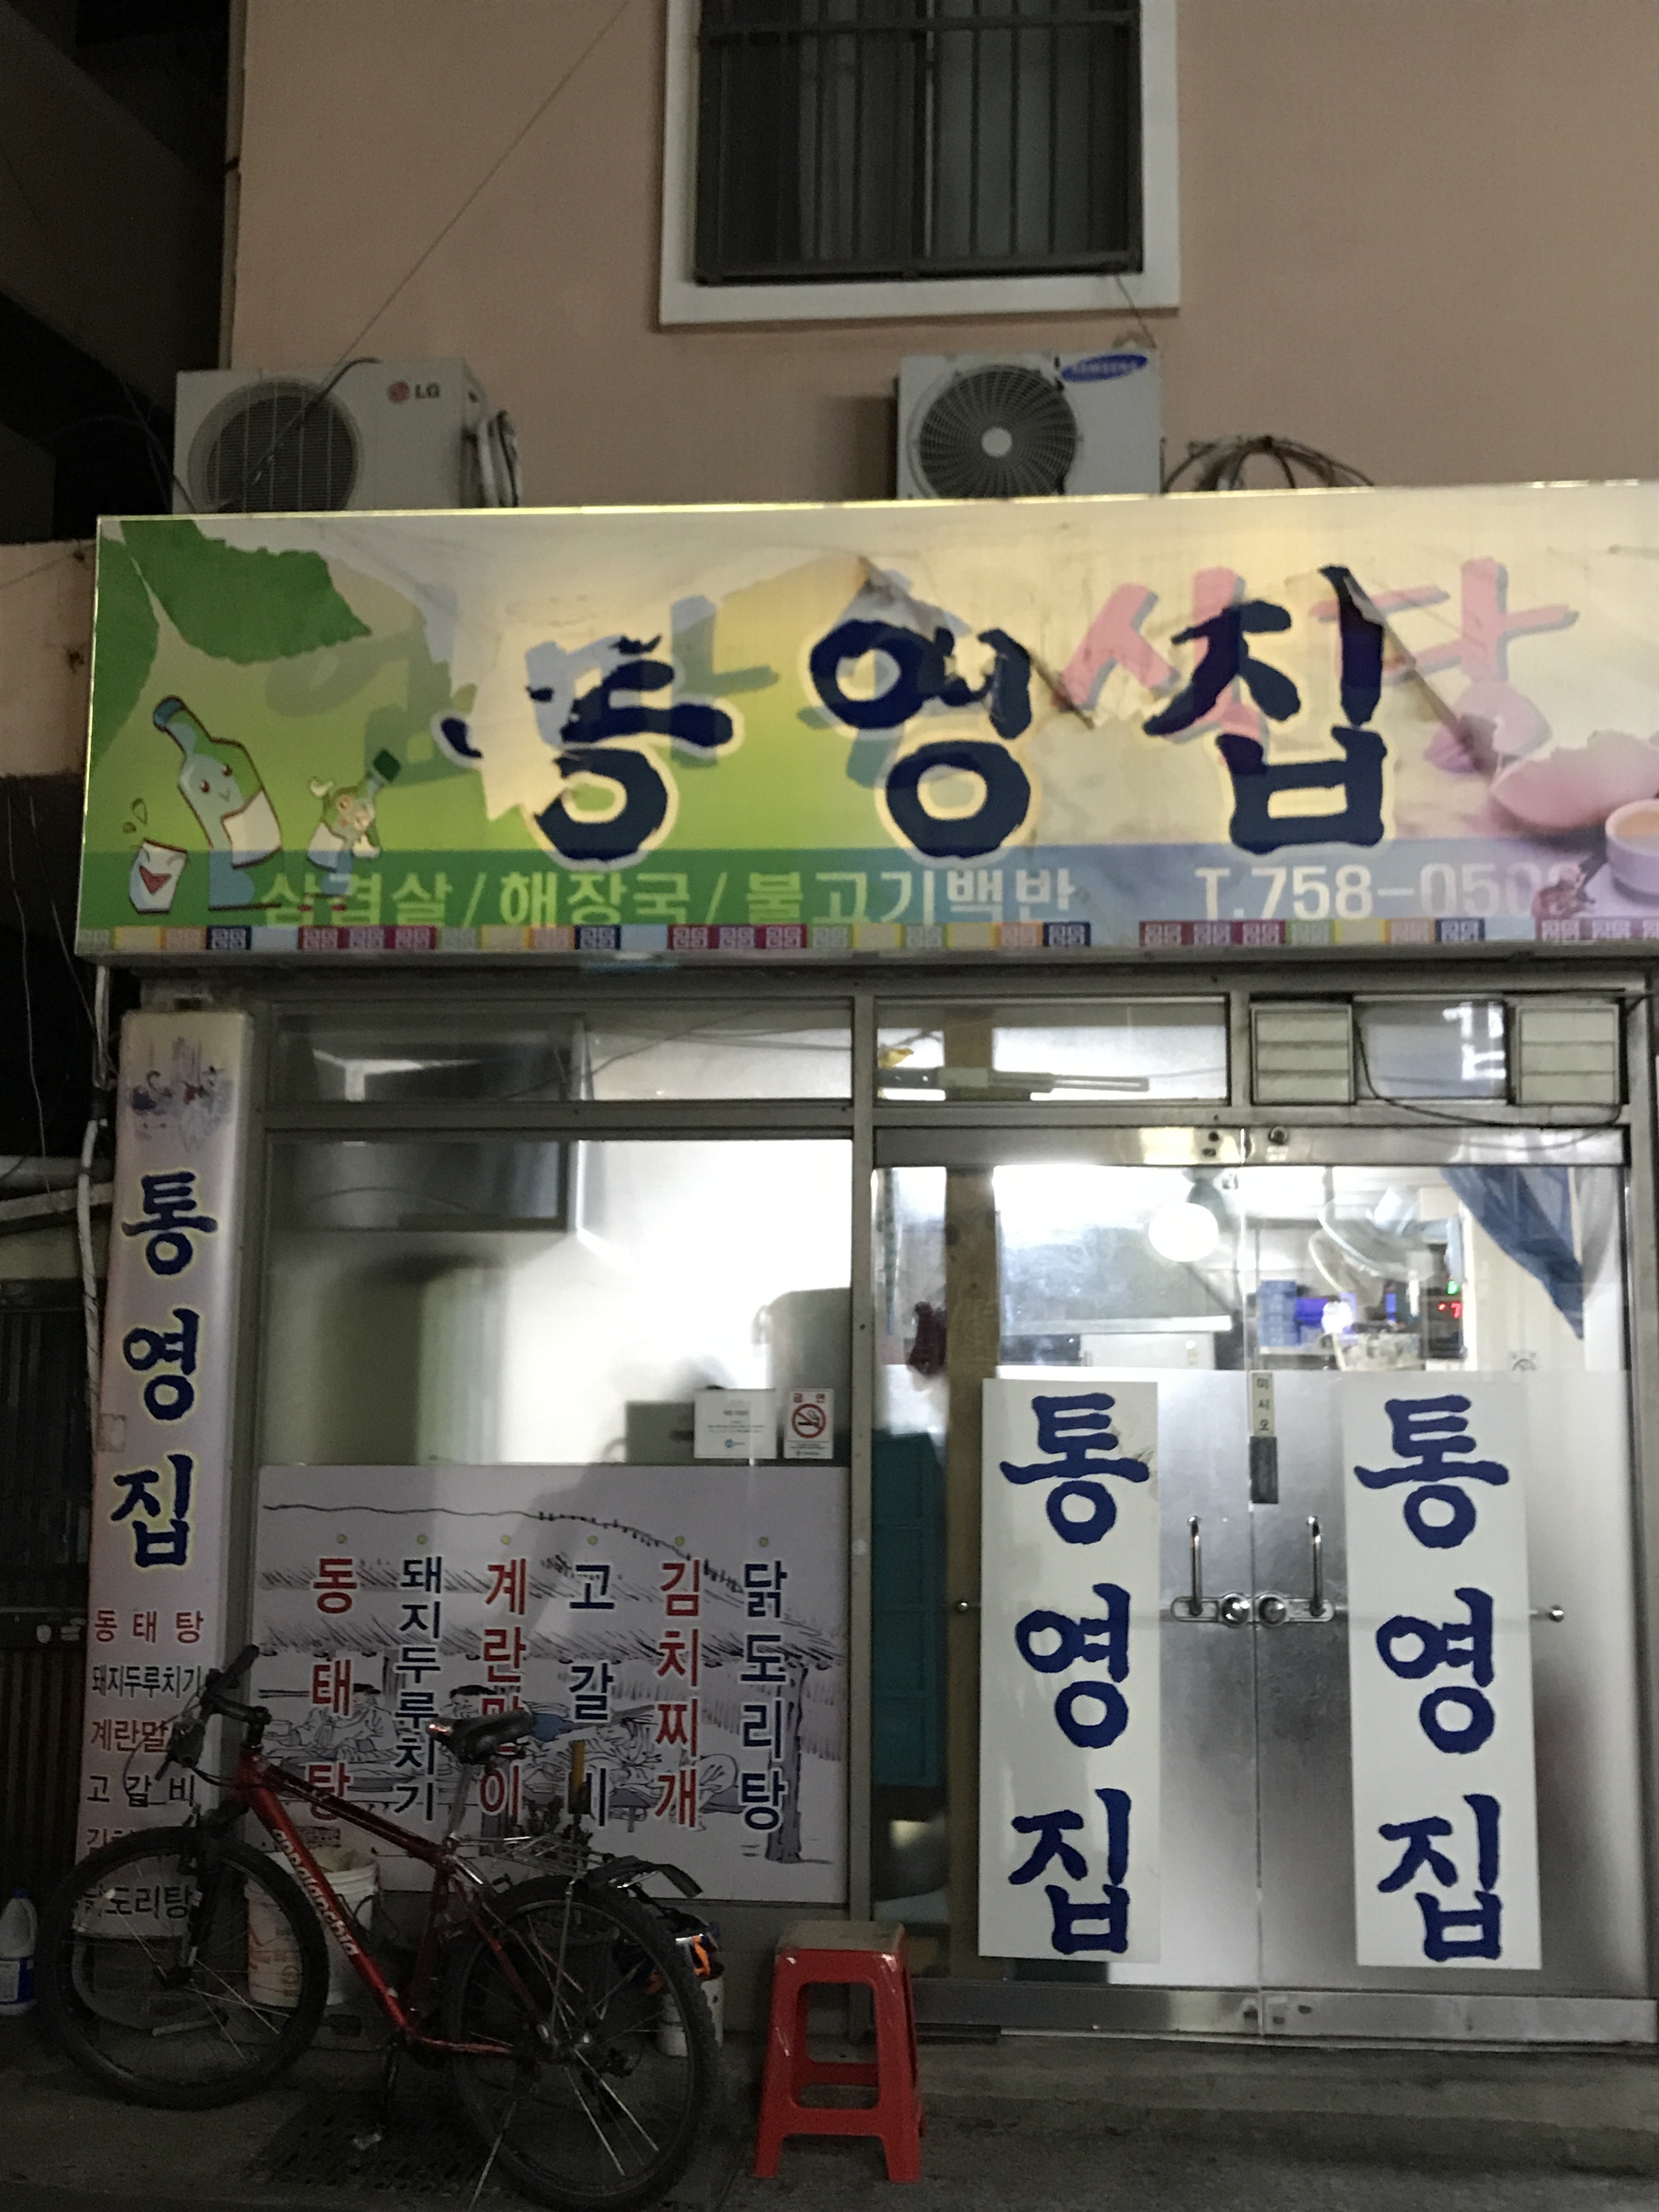 LG
SAMSUNG
통영집
삼겹살/해장국/불고기백반 T.758-050
통영집
동태탕
돼지두루치기
계란말
고갈비
도리탕
금연
동태탕
돼지두루치기
계란말이
고갈비
김치찌개
닭도리탕
미시오
통영집
통영집